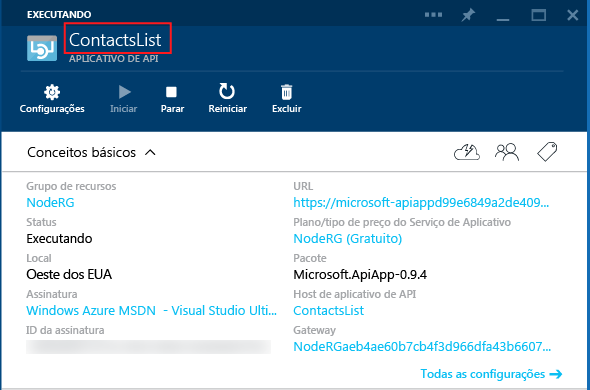 EXECUTANDO
ContactsList
APLICATIVO DE API
Configurações
Iniciar
Parar
Reiniciar
Excluir
Conceitos básicos
Grupo de recursos
NodeRG
URL
https://microsoft-apiappd99e6849a2de409...
Status
Executando
Plano/tipo de preço do Serviço de Aplicativo
NodeRG (Gratuito)
Local
Oeste dos EUA
Pacote
Microsoft.ApiApp-0.9.4
Assinatura
Windows Azure MSDN - Visual Studio Ulti...
Host de aplicativo de API
ContactsList
ID da assinatura
Gateway
NodeRGaeb4ae60b7cb4f3d966dfa43b6607...
Todas as configurações